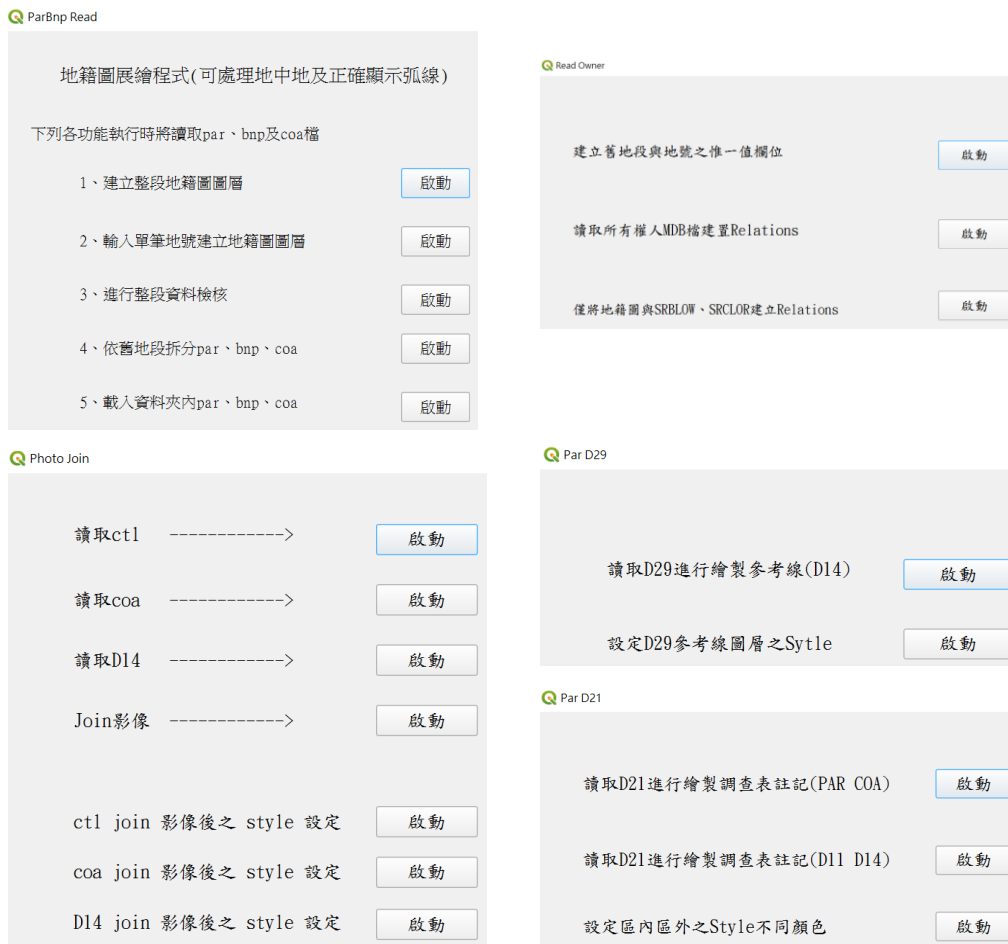 ParBnp Read
地籍圖展繪程式(可處理地中地及正確顯示弧線)
下列各功能執行時將讀取par、bnp及coa檔
1、建立整段地籍圖圖層 啟動
2、輸入單筆地號建立地籍圖圖層 啟動
3、進行整段資料檢核 啟動
4、依舊地段拆分par、bnp、coa 啟動
5、載入資料夾內par、bnp、coa 啟動
Read Owner
建立舊地段與地號之惟一值欄位 啟動
讀取所有權人MDB檔建置Relations 啟動
僅將地籍圖與SRBLOW、SRCLOR建立Relations 啟動
Photo Join
讀取ctl ------------> 啟動
讀取coa ------------> 啟動
讀取D14 ------------> 啟動
Join影像 ------------> 啟動
ctl join 影像後之 style 設定 啟動
coa join 影像後之 style 設定 啟動
D14 join 影像後之 style 設定 啟動
Par D29
讀取D29進行繪製參考線(D14) 啟動
設定D29參考線圖層之Sytle 啟動
Par D21
讀取D21進行繪製調查表註記(PAR COA) 啟動
讀取D21進行繪製調查表註記(D11 D14) 啟動
設定區內區外之Style不同顏色 啟動